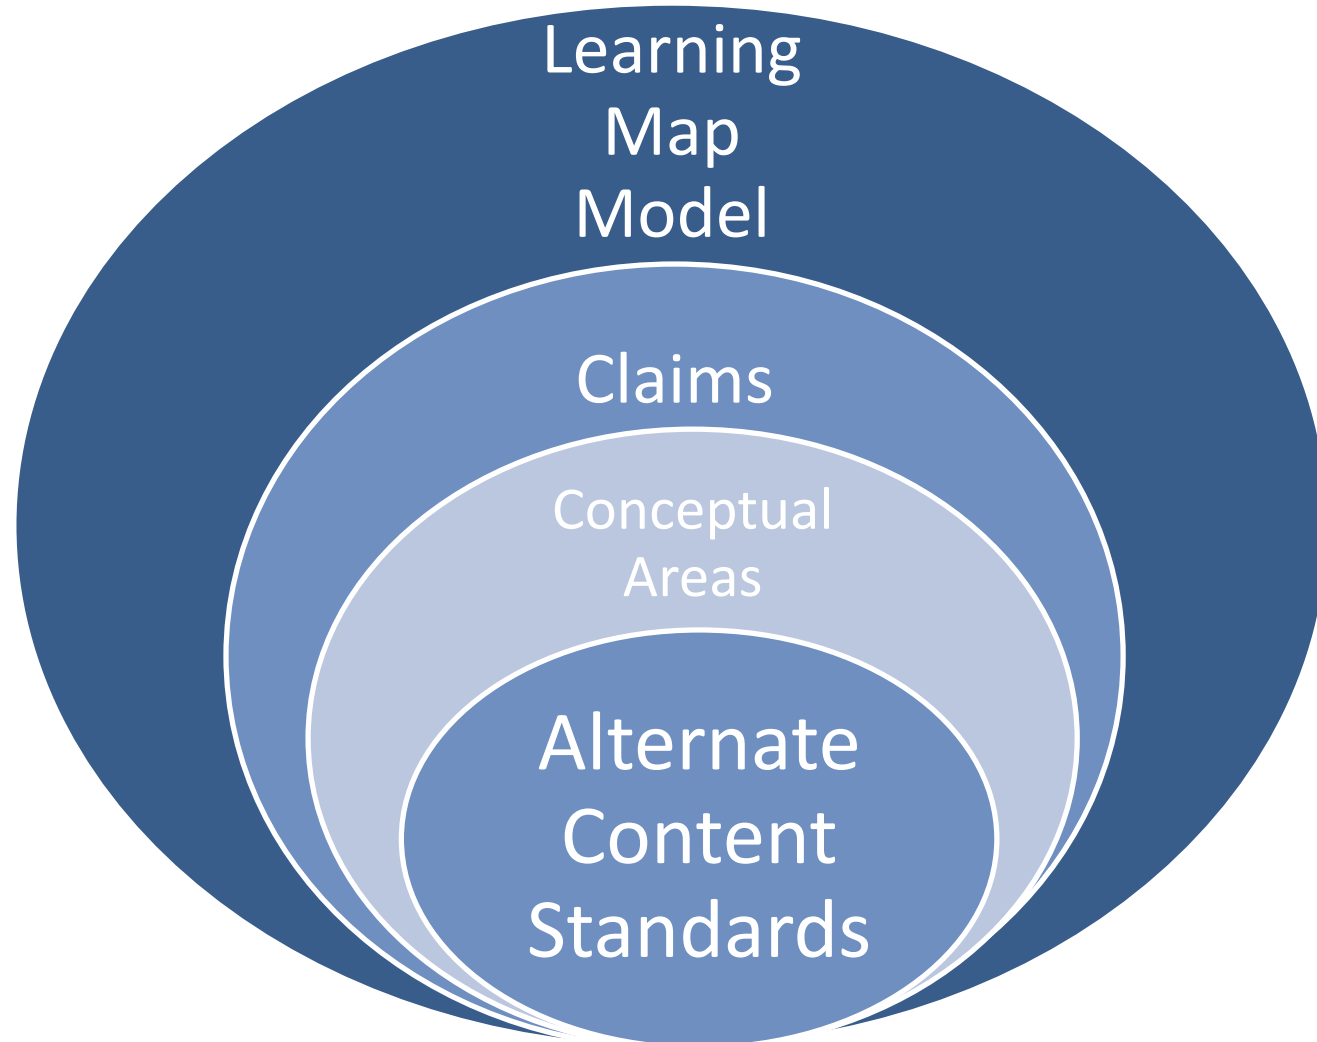 Learning
Map
Model
Claims
Conceptual
Areas
Alternate
Content
Standards